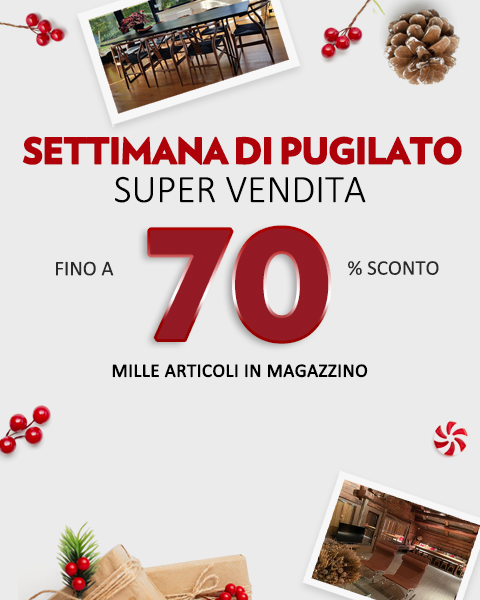 SETTIMANA DI PUGILATO
SUPER VENDITA
FINO A 70 % SCONTO
MILLE ARTICOLI IN MAGAZZINO